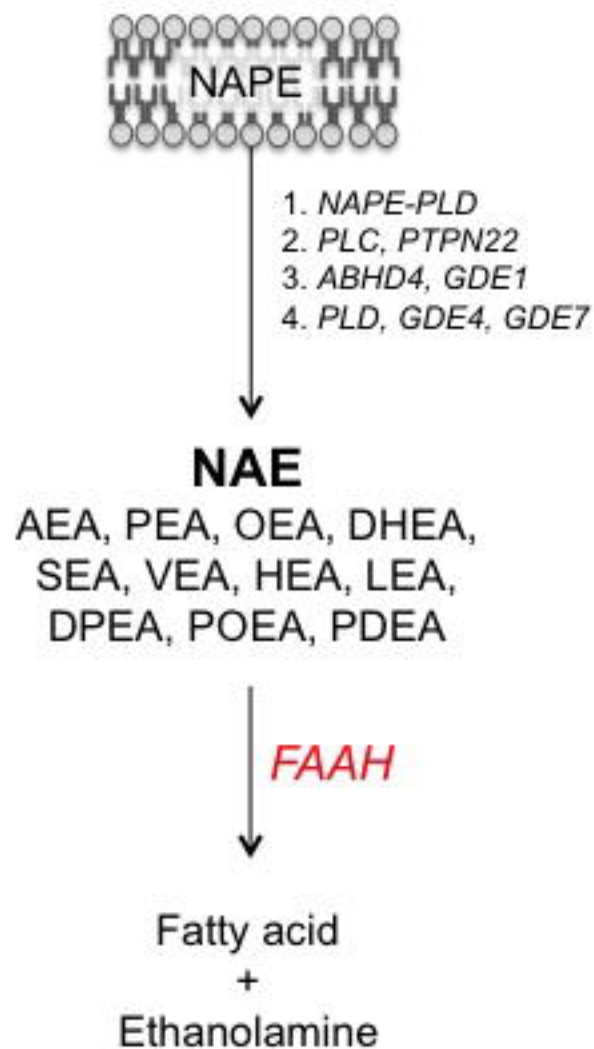 NAPE
1. NAPE-PLD
2. PLC, PTPN22
3. ABHD4, GDE1
4. PLD, GDE4, GDE7
NAE
AEA, PEA, OEA, DHEA,
SEA, VEA, HEA, LEA,
DPEA, POEA, PDEA
FAAH
Fatty acid
+
Ethanolamine